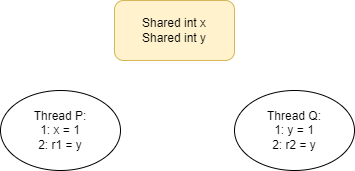 Shared int x
Shared int y
Thread P:
1: x = 1
2: r1 = y
Thread Q:
1: y = 1
2: r2 = y